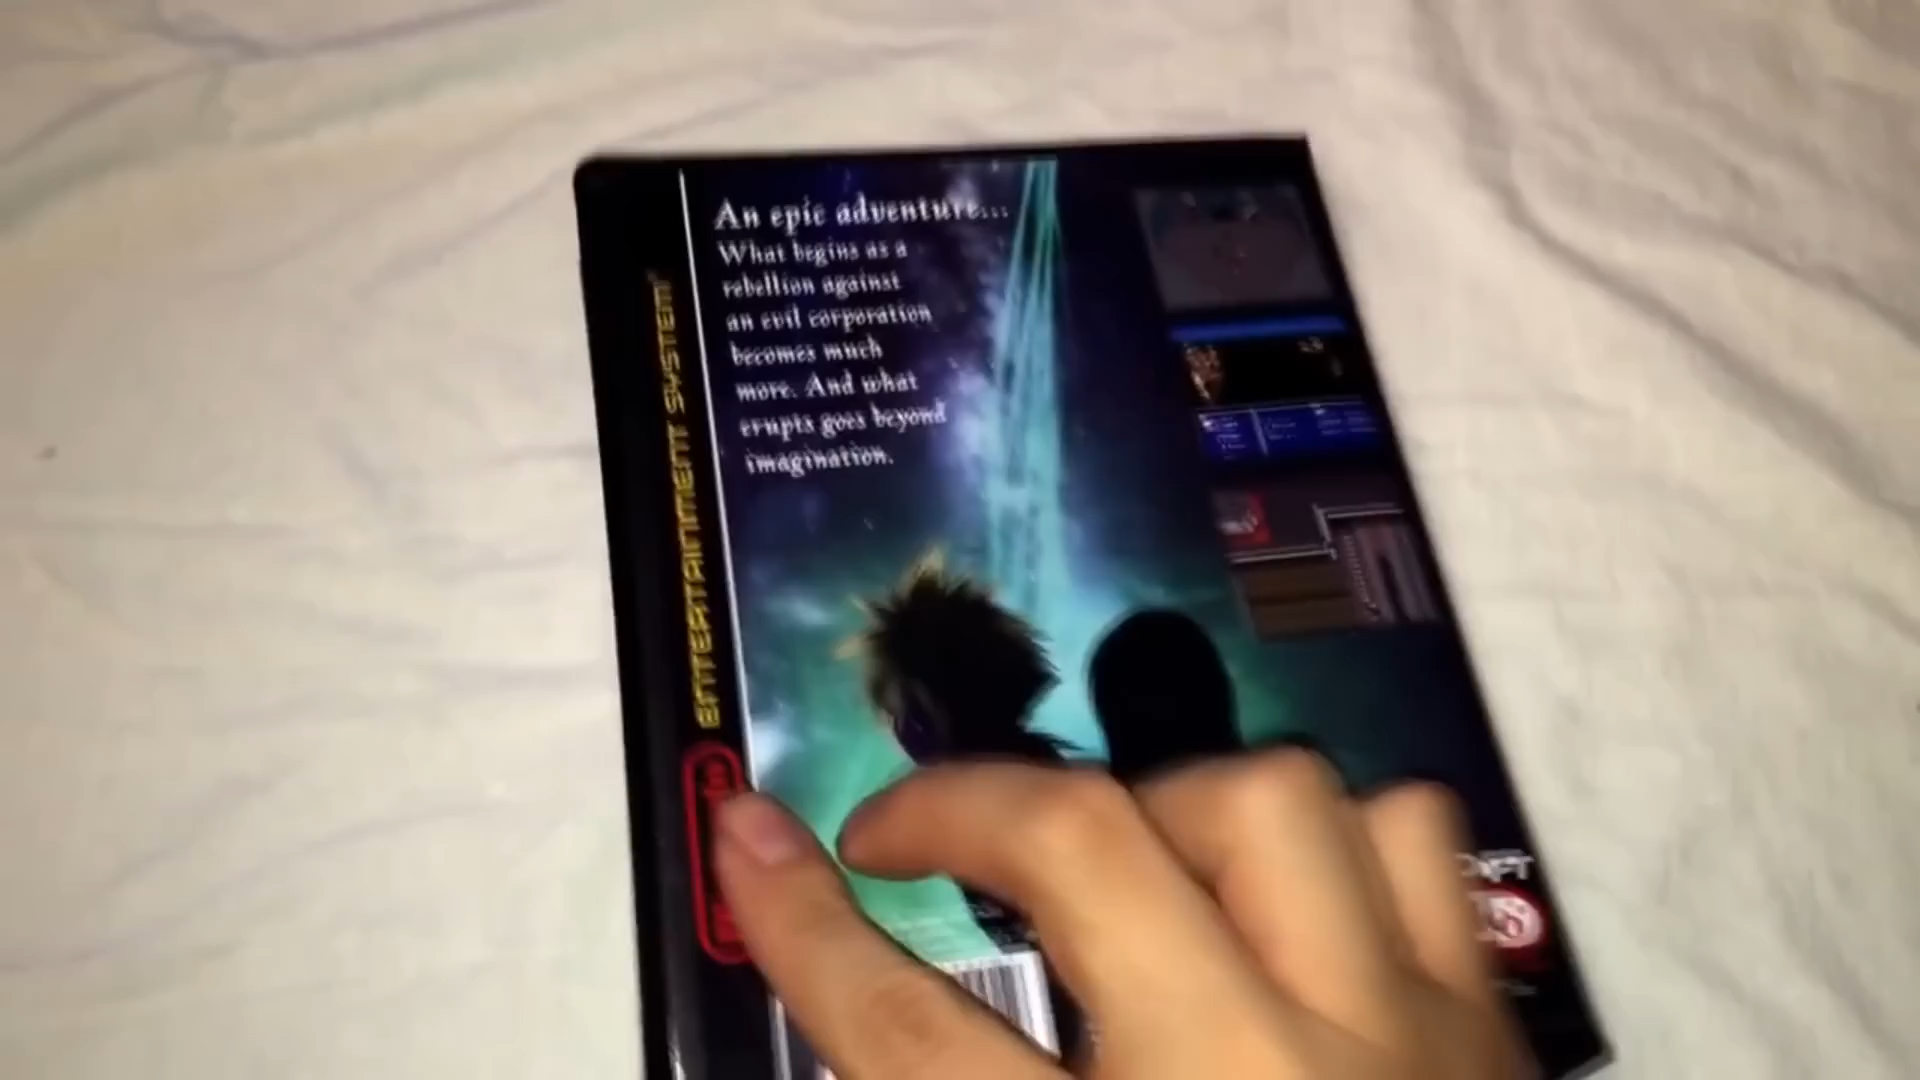 An epic adventure...
What begins as a
rebellion against
an evil corporation
becomes much
more. And what
erupts goes beyond
imagination.
ENTERTAINMENT SYSTEM